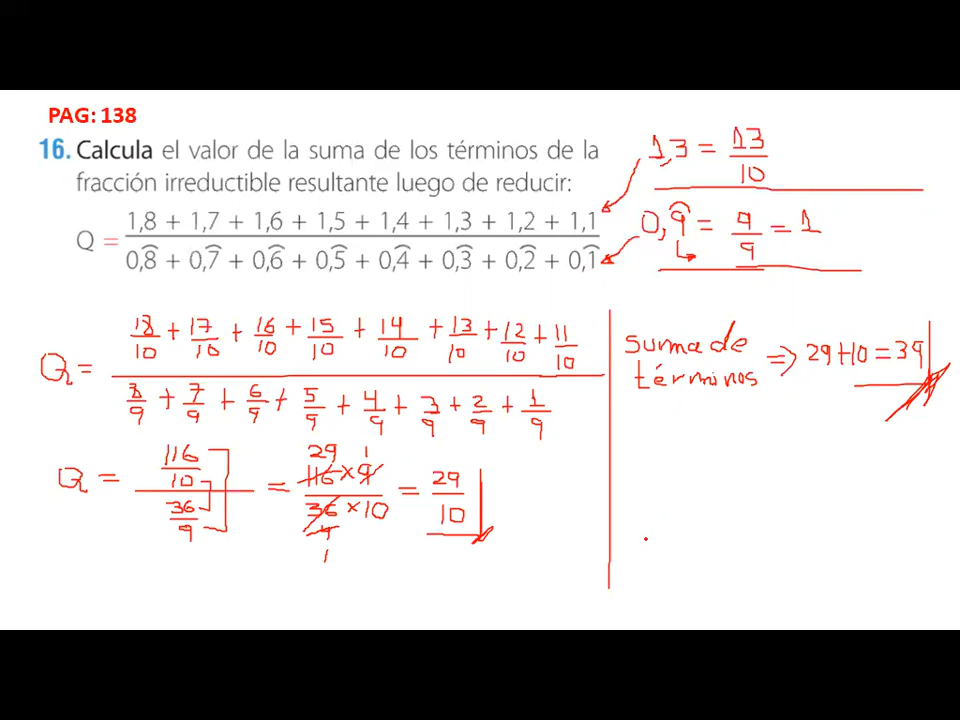 PAG: 138
16. Calcula el valor de la suma de los términos de la
fracción irreductible resultante luego de reducir:
Q = (1,8 + 1,7 + 1,6 + 1,5 + 1,4 + 1,3 + 1,2 + 1,1) / (0,8̑ + 0,7̑ + 0,6̑ + 0,5̑ + 0,4̑ + 0,3̑ + 0,2̑ + 0,1̑)
1,3 = 13/10
0,9̑ = 9/9 = 1
Q = (18/10 + 17/10 + 16/10 + 15/10 + 14/10 + 13/10 + 12/10 + 11/10) / (8/9 + 7/9 + 6/9 + 5/9 + 4/9 + 3/9 + 2/9 + 1/9)
Q = (116/10) / (36/9) = (116 × 9) / (36 × 10) = 29/10
29 1
4
1
suma de
términos ⇒ 29 + 10 = 39